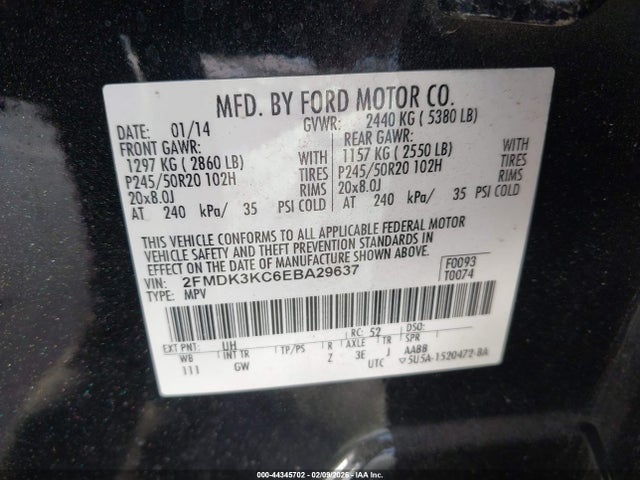 MFD. BY FORD MOTOR CO.
DATE: 01/14 GVWR: 2440 KG ( 5380 LB)
FRONT GAWR: REAR GAWR:
1297 KG ( 2860 LB) WITH 1157 KG ( 2550 LB) WITH
P245/50R20 102H TIRES P245/50R20 102H TIRES
20x8.0J RIMS 20x8.0J RIMS
AT 240 kPa/ 35 PSI COLD AT 240 kPa/ 35 PSI COLD
THIS VEHICLE CONFORMS TO ALL APPLICABLE FEDERAL MOTOR
VEHICLE SAFETY AND THEFT PREVENTION STANDARDS IN
EFFECT ON THE DATE OF MANUFACTURE SHOWN ABOVE.
VIN: 2FMDK3KC6EBA29637 F0093
TYPE: MPV T0074
EXT PNT: UH RC: 52 DSO:
WB INT TR TP/PS R AXLE TR SPR
111 GW Z 3E J AABB
UTC 5U5A-1520472-BA
000-44345702 - 02/09/2026 - IAAI.COM